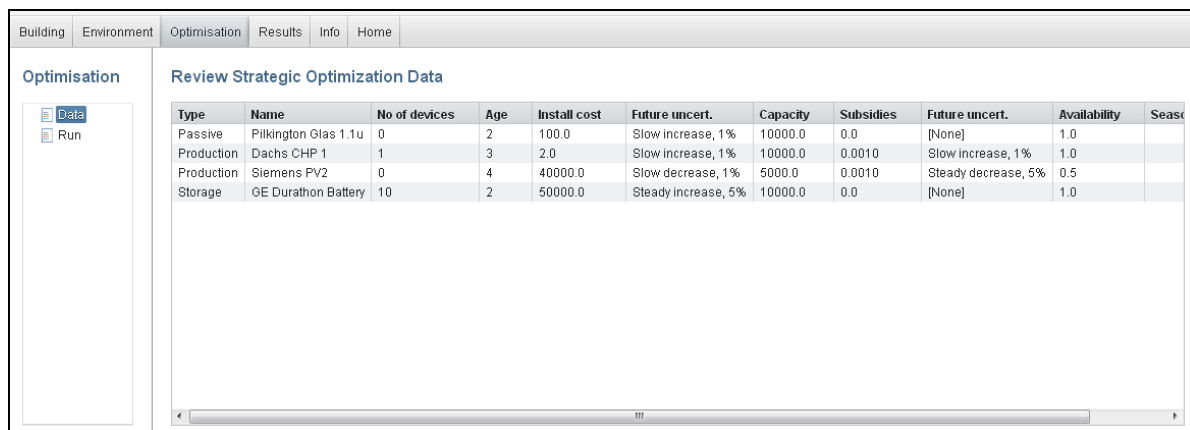 Building Environment Optimisation Results Info Home
Optimisation
Data
Run
Review Strategic Optimization Data
Type Name No of devices Age Install cost Future uncert. Capacity Subsidies Future uncert. Availability Seasc
Passive Pilkington Glas 1.1u 0 2 100.0 Slow increase, 1% 10000.0 0.0 [None] 1.0
Production Dachs CHP 1 1 3 2.0 Slow increase, 1% 10000.0 0.0010 Slow increase, 1% 1.0
Production Siemens PV2 0 4 40000.0 Slow decrease, 1% 5000.0 0.0010 Steady decrease, 5% 0.5
Storage GE Durathon Battery 10 2 50000.0 Steady increase, 5% 10000.0 0.0 [None] 1.0